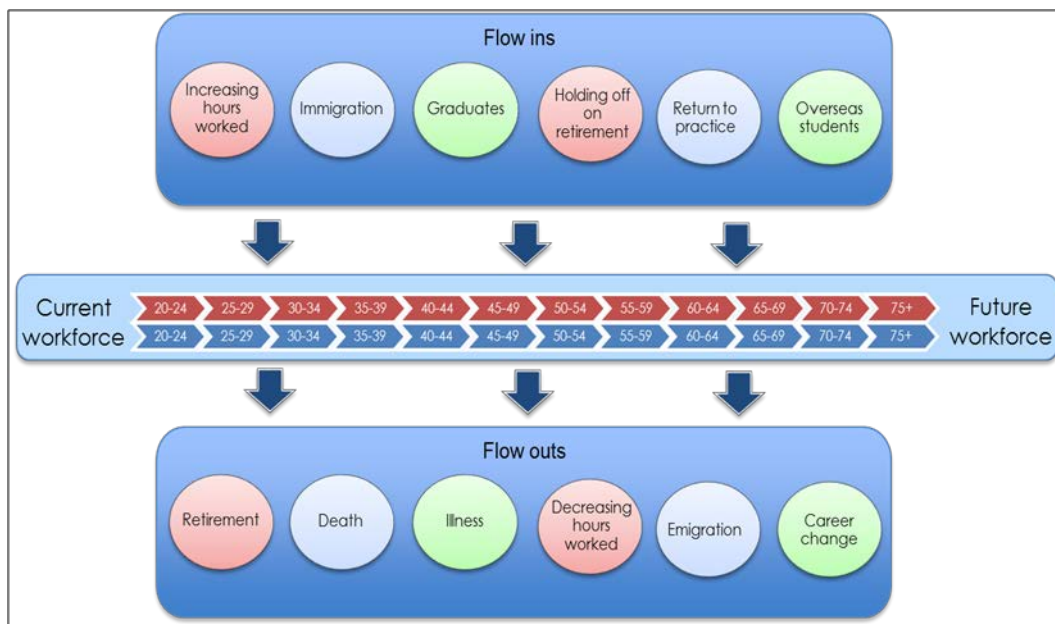 Flow ins
Increasing
hours
worked
Immigration
Graduates
Holding off
on
retirement
Return to
practice
Overseas
students
Current
workforce
20-24 25-29 30-34 35-39 40-44 45-49 50-54 55-59 60-64 65-69 70-74 75+
20-24 25-29 30-34 35-39 40-44 45-49 50-54 55-59 60-64 65-69 70-74 75+
Future
workforce
Flow outs
Retirement
Death
Illness
Decreasing
hours
worked
Emigration
Career
change